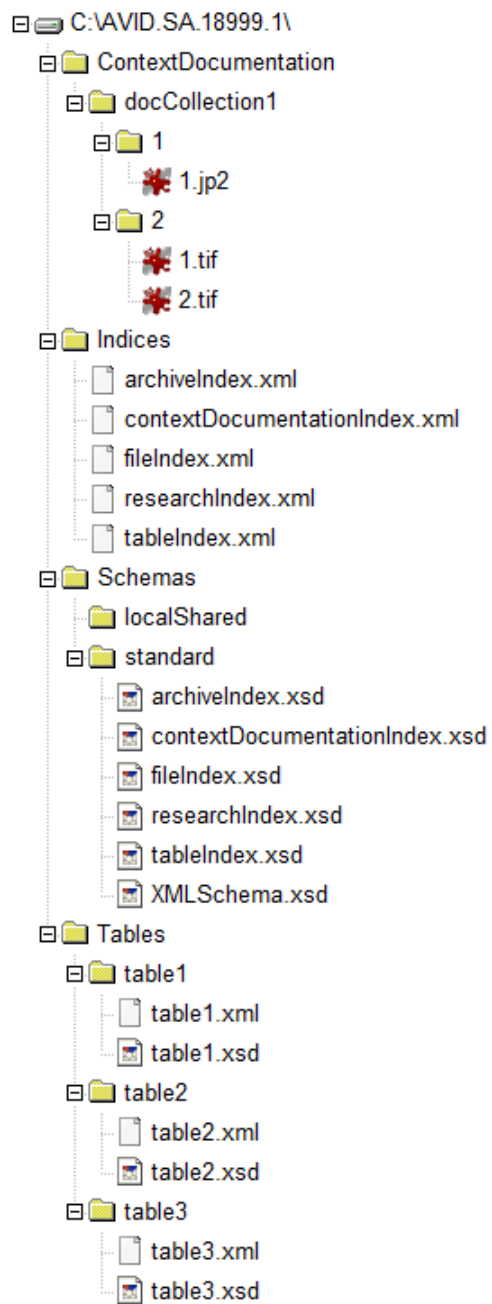 C:\AVID.SA.18999.1\
ContextDocumentation
docCollection1
1
1.jp2
2
1.tif
2.tif
Indices
archiveIndex.xml
contextDocumentationIndex.xml
fileIndex.xml
researchIndex.xml
tableIndex.xml
Schemas
localShared
standard
archiveIndex.xsd
contextDocumentationIndex.xsd
fileIndex.xsd
researchIndex.xsd
tableIndex.xsd
XMLSchema.xsd
Tables
table1
table1.xml
table1.xsd
table2
table2.xml
table2.xsd
table3
table3.xml
table3.xsd